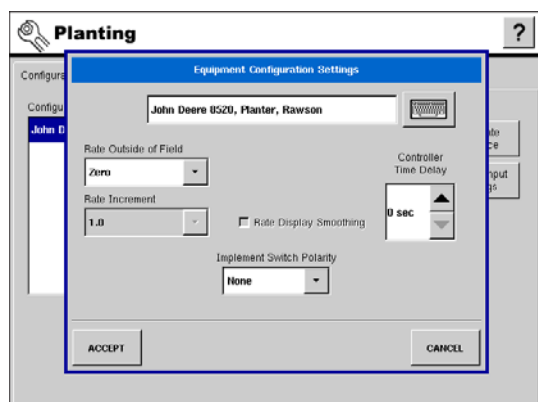 Planting
?
Configura
Equipment Configuration Settings
Configu
John Deere 8520, Planter, Rawson
John D
Rate Outside of Field
Zero
Controller
Time Delay
Rate Increment
1.0
Rate Display Smoothing
0 sec
Implement Switch Polarity
None
ACCEPT
CANCEL